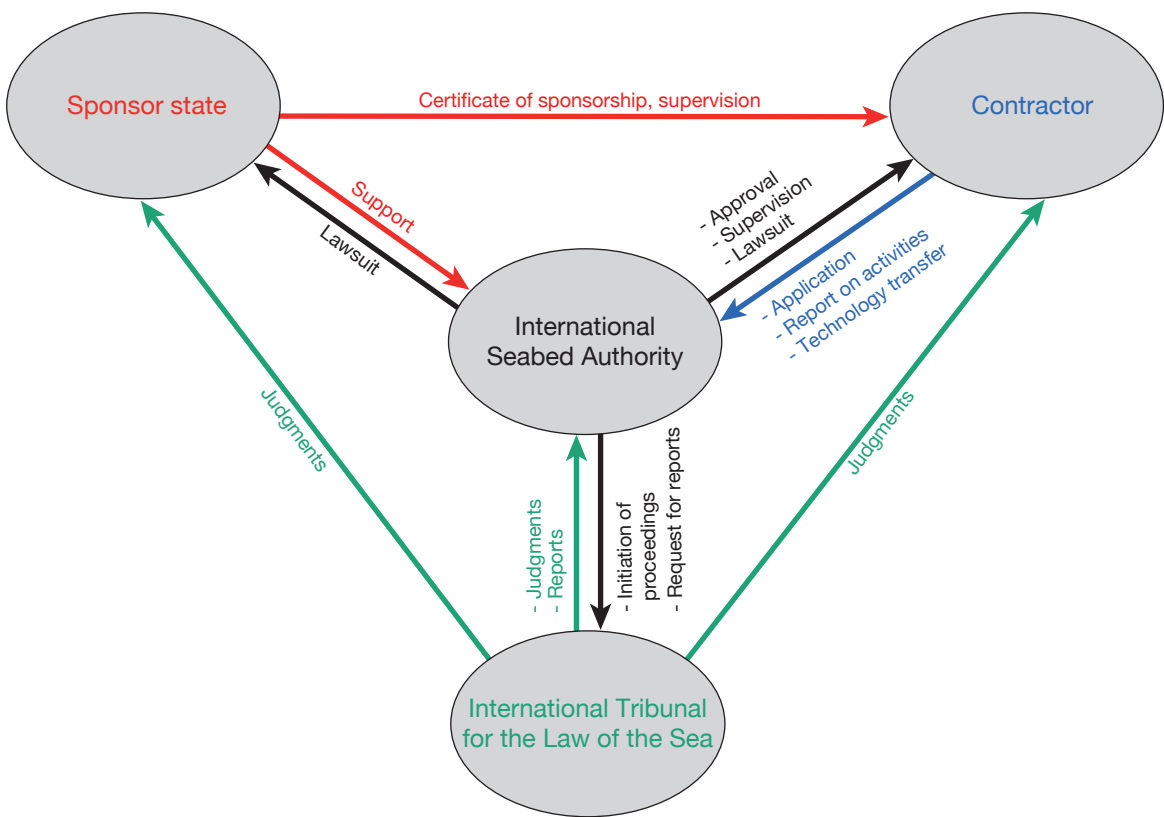 Sponsor state
Certificate of sponsorship, supervision
Contractor
Support
Lawsuit
- Approval
- Supervision
- Lawsuit
- Application
- Report on activities
- Technology transfer
International
Seabed Authority
Judgments
Judgments
- Judgments
- Reports
- Initiation of
proceedings
- Request for reports
International Tribunal
for the Law of the Sea